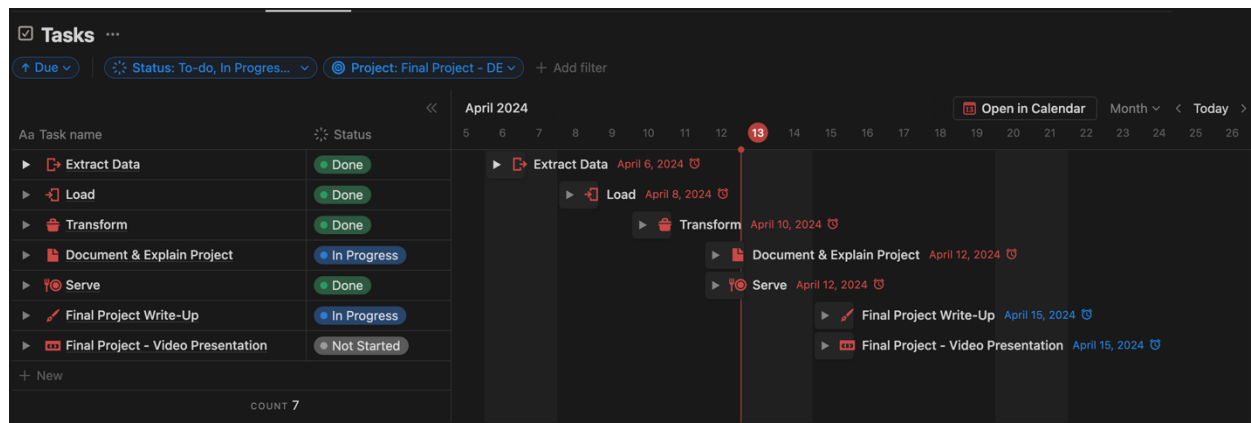 Tasks ...
↑ Due
Status: To-do, In Progres...
Project: Final Project - DE
+ Add filter
April 2024
13 Open in Calendar
Month
< Today >
Aa Task name
Status
5 6 7 8 9 10 11 12 13 14 15 16 17 18 19 20 21 22 23 24 25 26
Extract Data
Done
Extract Data April 6, 2024
Load
Done
Load April 8, 2024
Transform
Done
Transform April 10, 2024
Document & Explain Project
In Progress
Document & Explain Project April 12, 2024
Serve
Done
Serve April 12, 2024
Final Project Write-Up
In Progress
Final Project Write-Up April 15, 2024
Final Project - Video Presentation
Not Started
Final Project - Video Presentation April 15, 2024
+ New
COUNT 7